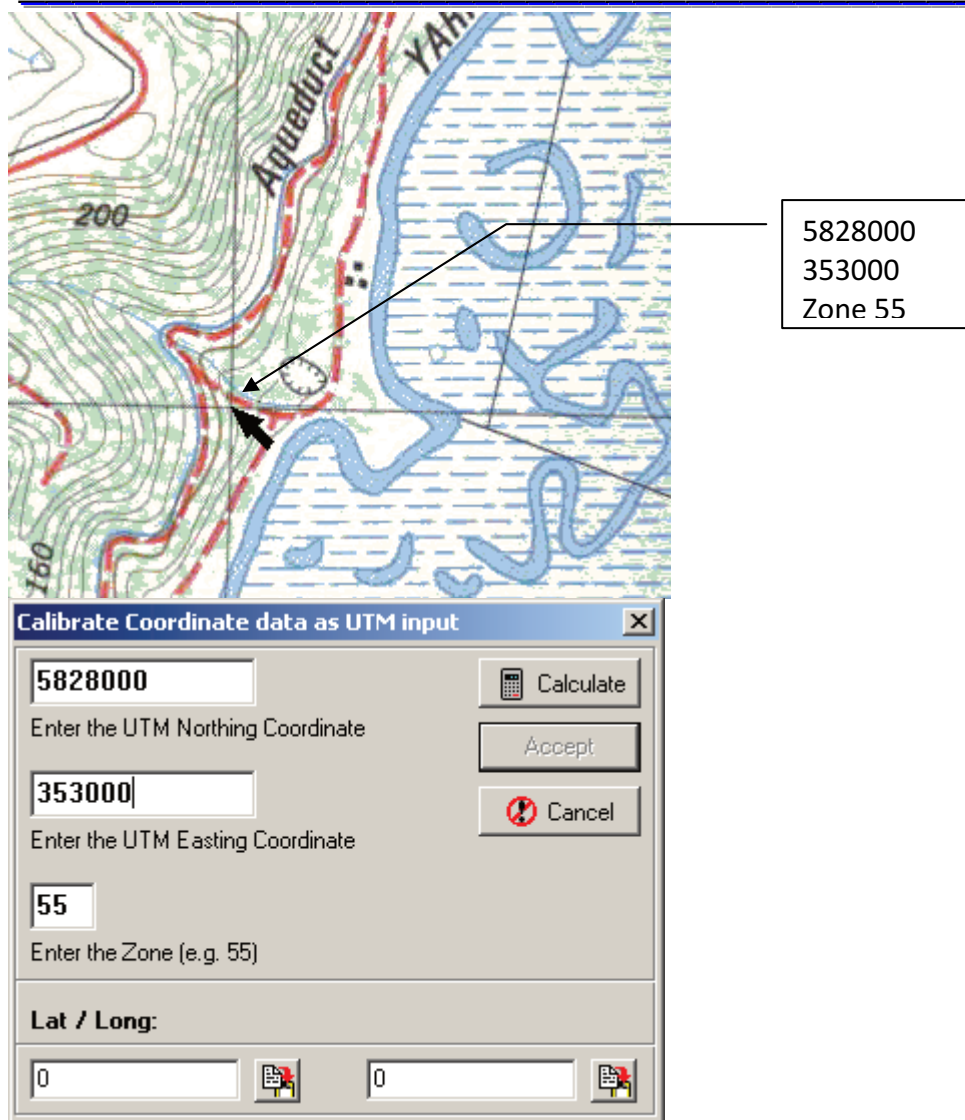 Aqueduct
YAR
200
160
5828000
353000
Zone 55
Calibrate Coordinate data as UTM input
5828000
Calculate
Enter the UTM Northing Coordinate
Accept
353000
Cancel
Enter the UTM Easting Coordinate
55
Enter the Zone (e.g. 55)
Lat / Long:
0
0